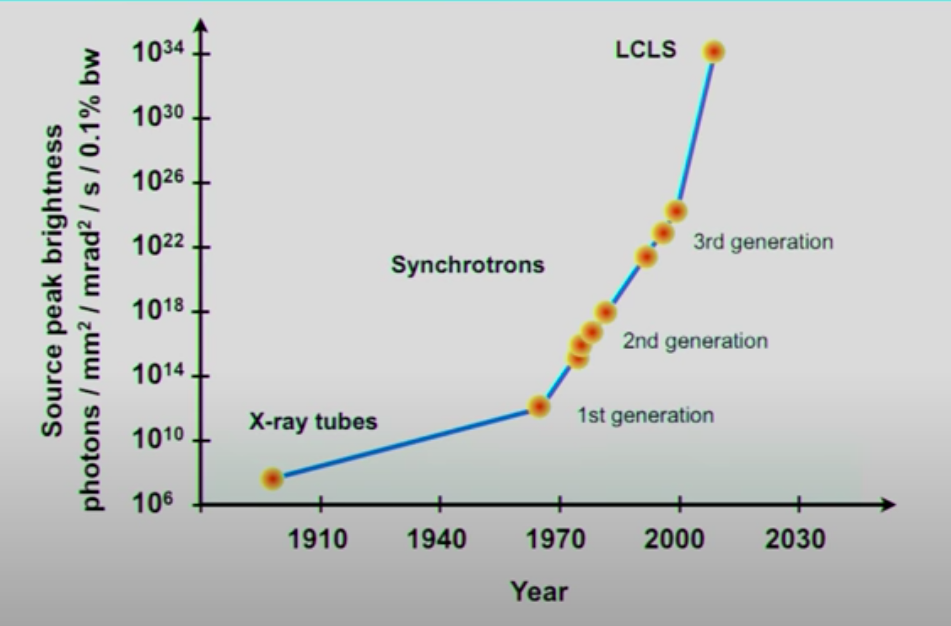 Source peak brightness
photons / mm² / mrad² / s / 0.1% bw
10³⁴
10³⁰
10²⁶
10²²
10¹⁸
10¹⁴
10¹⁰
10⁶
LCLS
3rd generation
Synchrotrons
2nd generation
1st generation
X-ray tubes
1910 1940 1970 2000 2030
Year